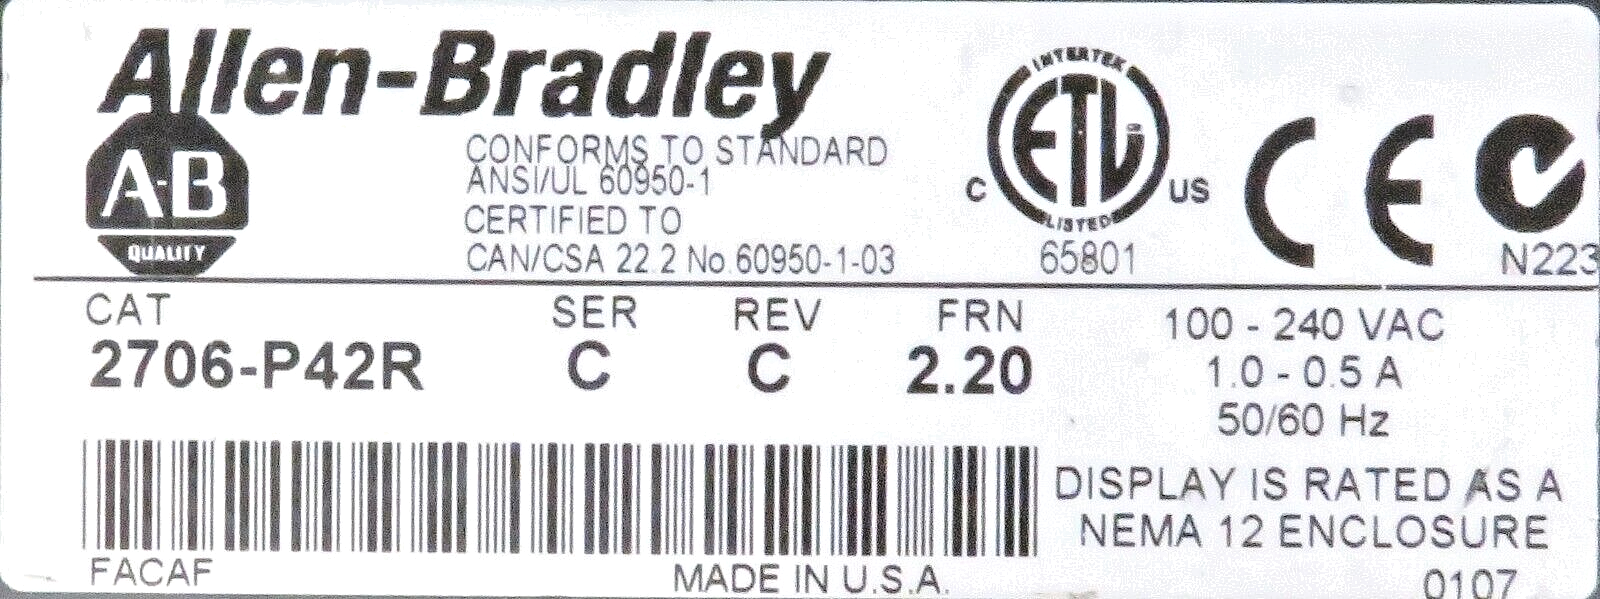 Allen-Bradley
A-B
QUALITY
CONFORMS TO STANDARD
ANSI/UL 60950-1
CERTIFIED TO
CAN/CSA 22.2 No.60950-1-03
INTERTEK
ETL
CM
LISTED
C US
65801
CE
N223
CAT SER REV FRN
2706-P42R C C 2.20
100 - 240 VAC
1.0 - 0.5 A
50/60 Hz
DISPLAY IS RATED AS A
NEMA 12 ENCLOSURE
FACAF
MADE IN U.S.A.
0107